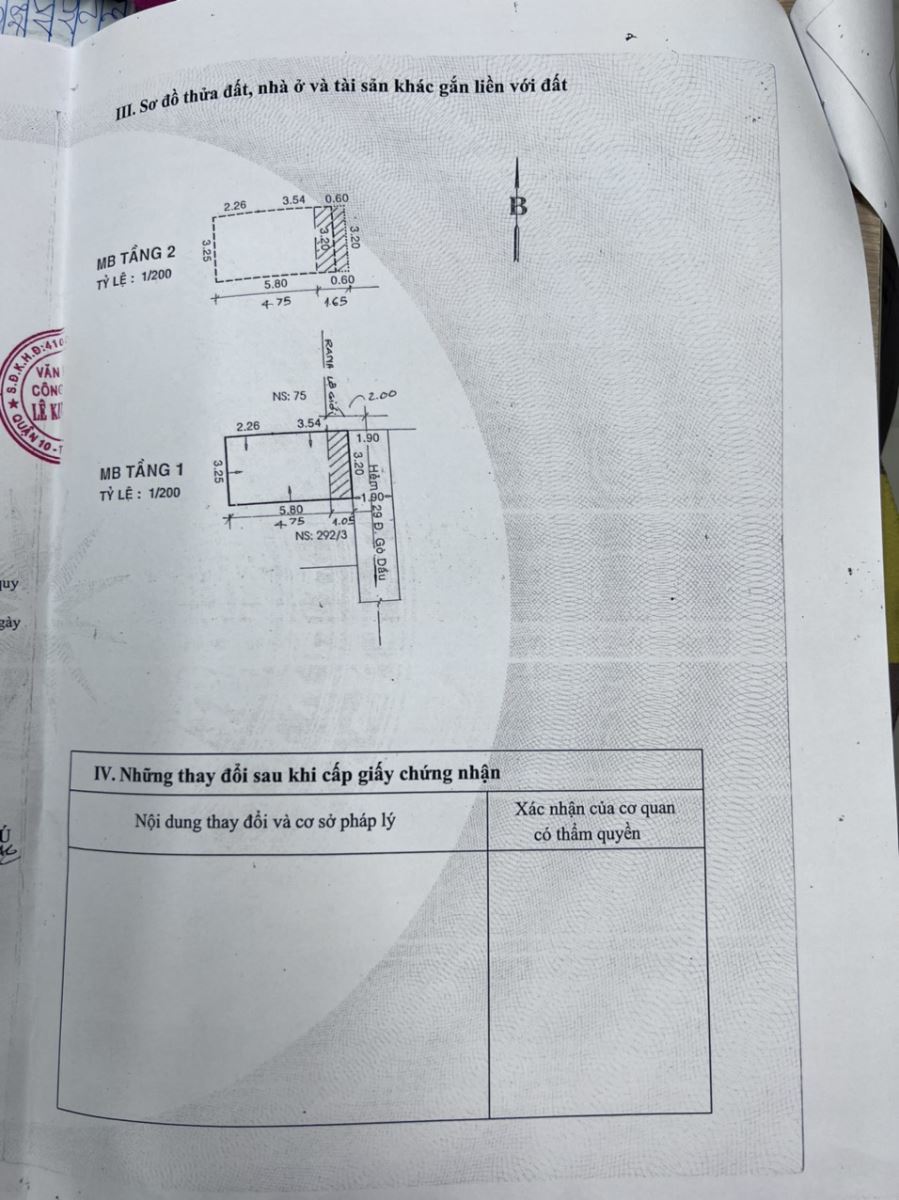 III. Sơ đồ thửa đất, nhà ở và tài sản khác gắn liền với đất
B
2.26 3.54 0.60
3.25
3.20
3.20
MB TẦNG 2
TỶ LỆ : 1/200
5.80 0.60
4.75 1.65
S.Đ.K.H.Đ:410
VĂN
CÔNG
LÊ KI
QUẬN 10 - T
RANH LỘ GIỚI
NS: 75
2.00
2.26 3.54
1.90
3.25
3.20
MB TẦNG 1
TỶ LỆ : 1/200
1.90
5.80
4.75 1.05
NS: 292/3
Hẻm 29 Đ. Gò Dầu
quy
gày
IV. Những thay đổi sau khi cấp giấy chứng nhận
Nội dung thay đổi và cơ sở pháp lý
Xác nhận của cơ quan
có thẩm quyền